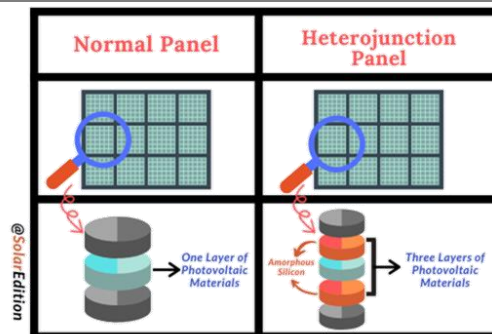 Normal Panel
Heterojunction
Panel
One Layer of
Photovoltaic
Materials
Amorphous
Silicon
Three Layers of
Photovoltaic
Materials
@SolarEdition